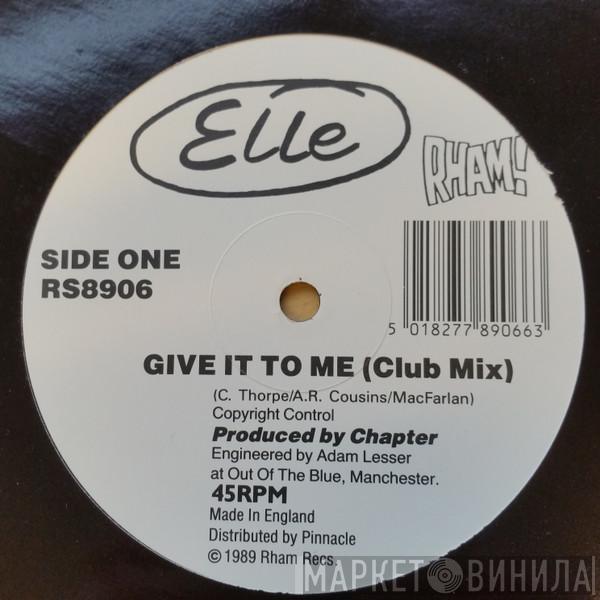 Elle
RHAM!
SIDE ONE
RS8906
5 018277 890663
GIVE IT TO ME (Club Mix)
(C. Thorpe/A.R. Cousins/MacFarlan)
Copyright Control
Produced by Chapter
Engineered by Adam Lesser
at Out Of The Blue, Manchester.
45RPM
Made In England
Distributed by Pinnacle
© 1989 Rham Recs.
МАРКЕТ ВИНИЛА